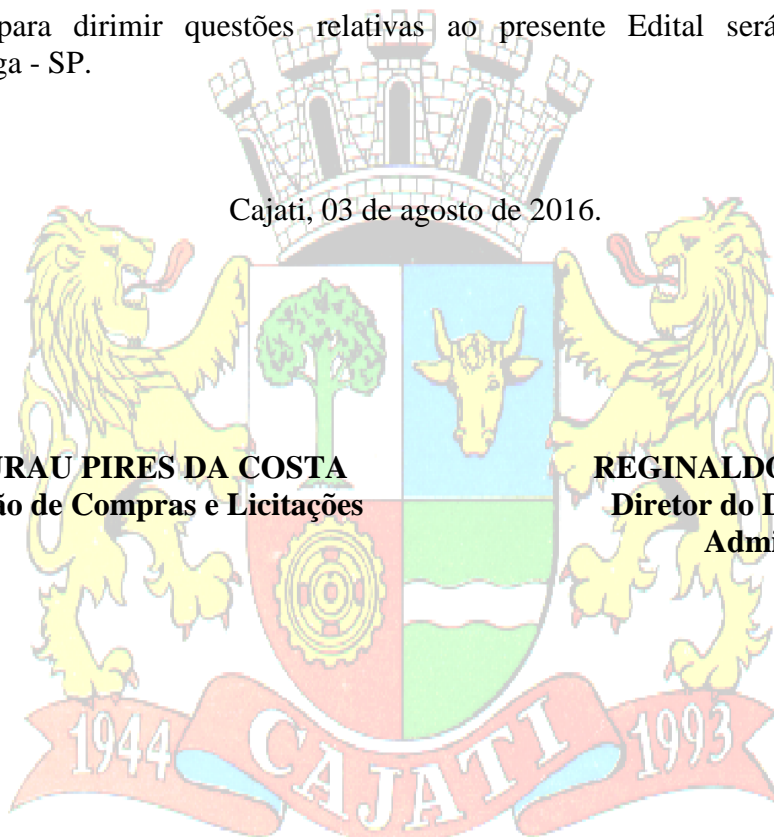 para dirimir questões relativas ao presente Edital será
ga - SP.
Cajati, 03 de agosto de 2016.
URAU PIRES DA COSTA
ão de Compras e Licitações
REGINALDO
Diretor do
Admi
1944 CAJATI 1993